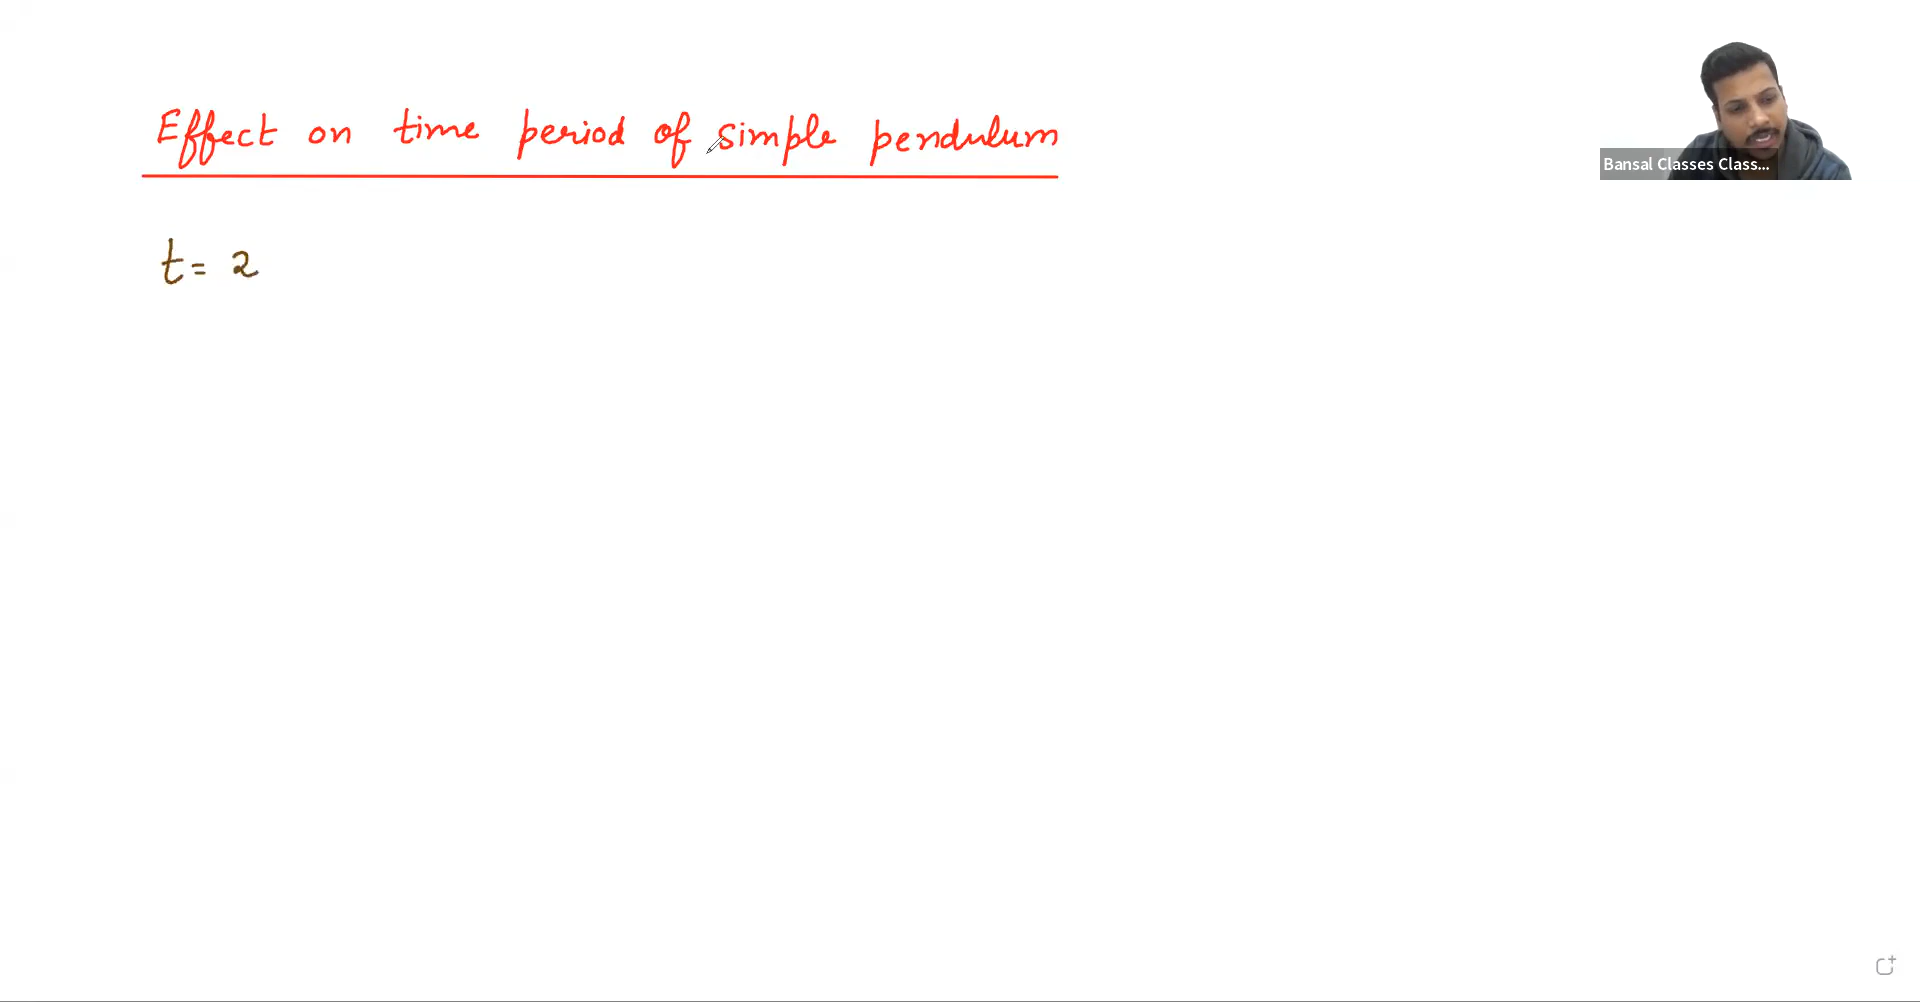 Effect on time period of simple pendulum
Bansal Classes Class...
t = 2